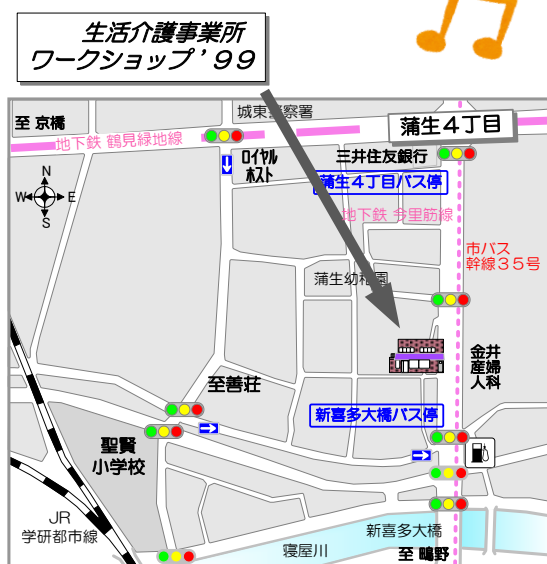 生活介護事業所
ワークショップ’９９
至 京橋
地下鉄 鶴見緑地線
城東警察署
蒲生４丁目
ロイヤル
ホスト
三井住友銀行
蒲生４丁目バス停
地下鉄 今里筋線
N
W
E
S
市バス
幹線３５号
蒲生幼稚園
金井
産婦
人科
至善荘
新喜多大橋バス停
聖賢
小学校
JR
学研都市線
新喜多大橋
寝屋川
至 鴫野